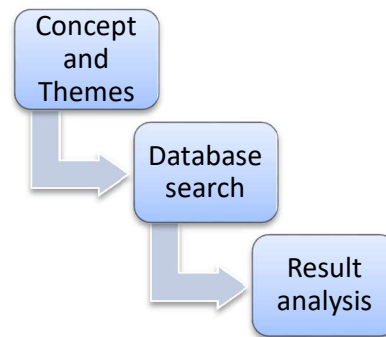 Concept
and
Themes
Database
search
Result
analysis